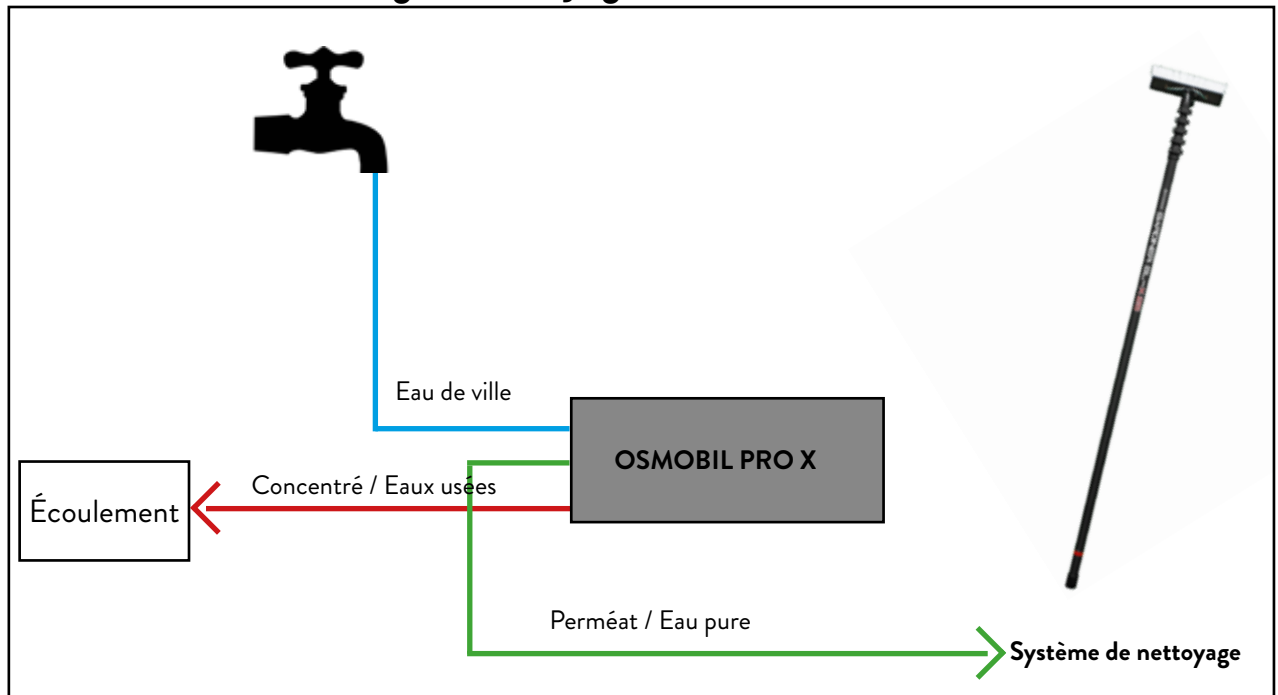 Eau de ville
OSMOBIL PRO X
Concentré / Eaux usées
Écoulement
Perméat / Eau pure
Système de nettoyage